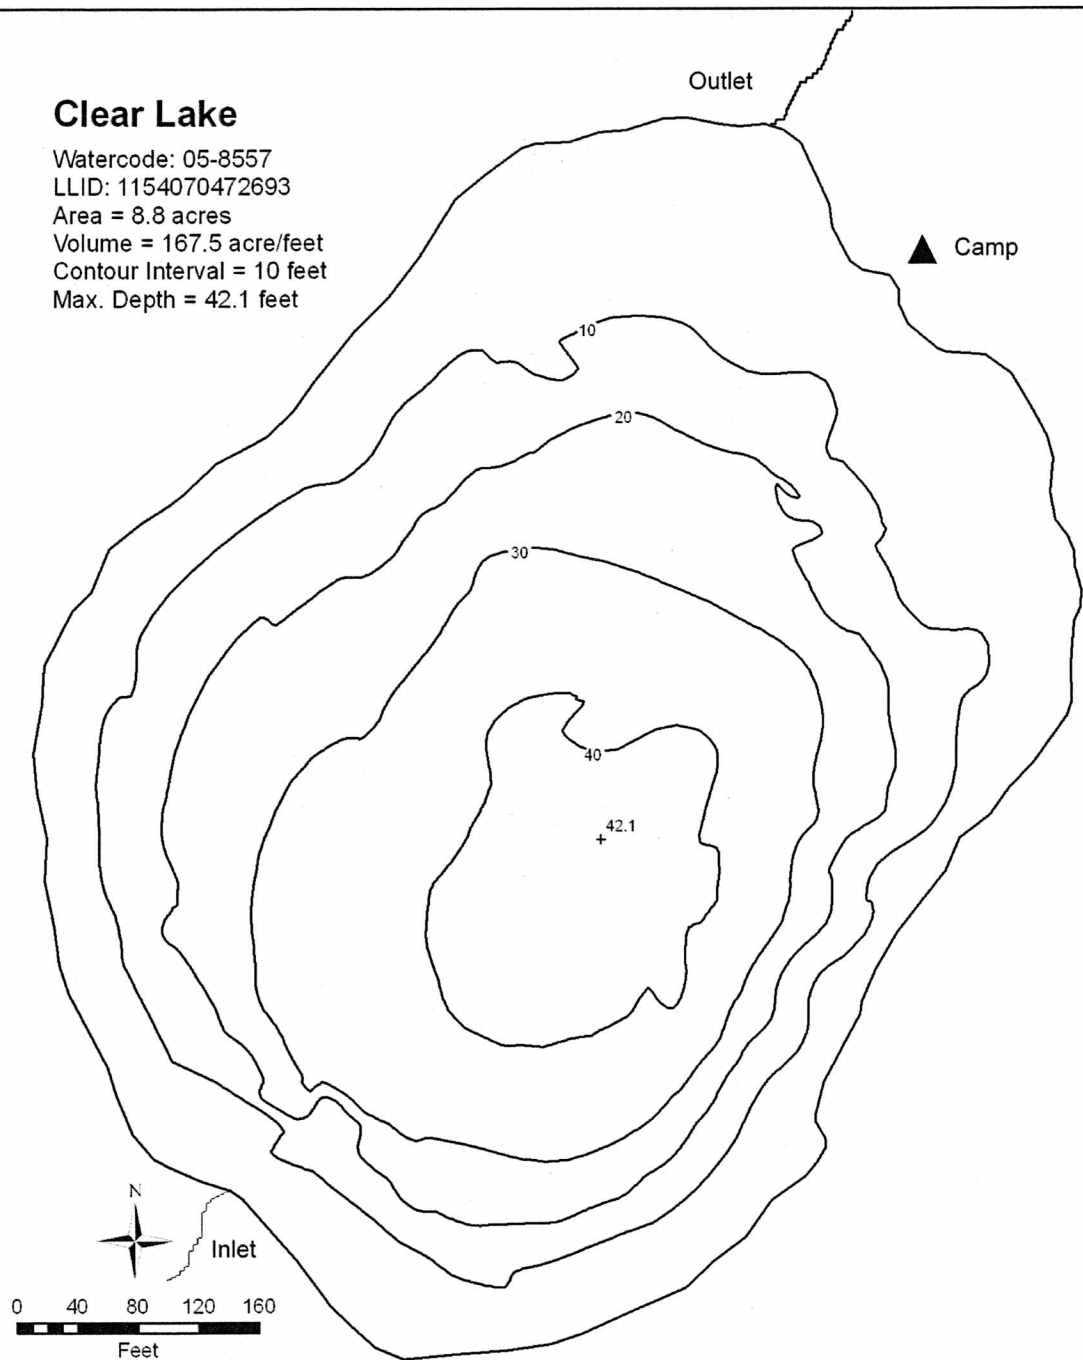 Outlet
Clear Lake
Watercode: 05-8557
LLID: 1154070472693
Area = 8.8 acres
Volume = 167.5 acre/feet
Contour Interval = 10 feet
Max. Depth = 42.1 feet
Camp
10
20
30
40
42.1
N
Inlet
0 40 80 120 160
Feet